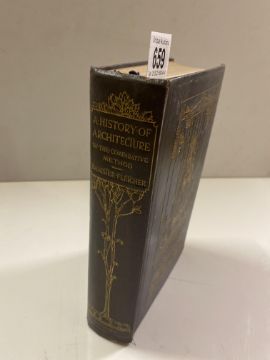 659
A·HISTORY·OF
ARCHITECTURE
ON·THE·COMPARATIVE
METHOD
BANISTER·FLETCHER